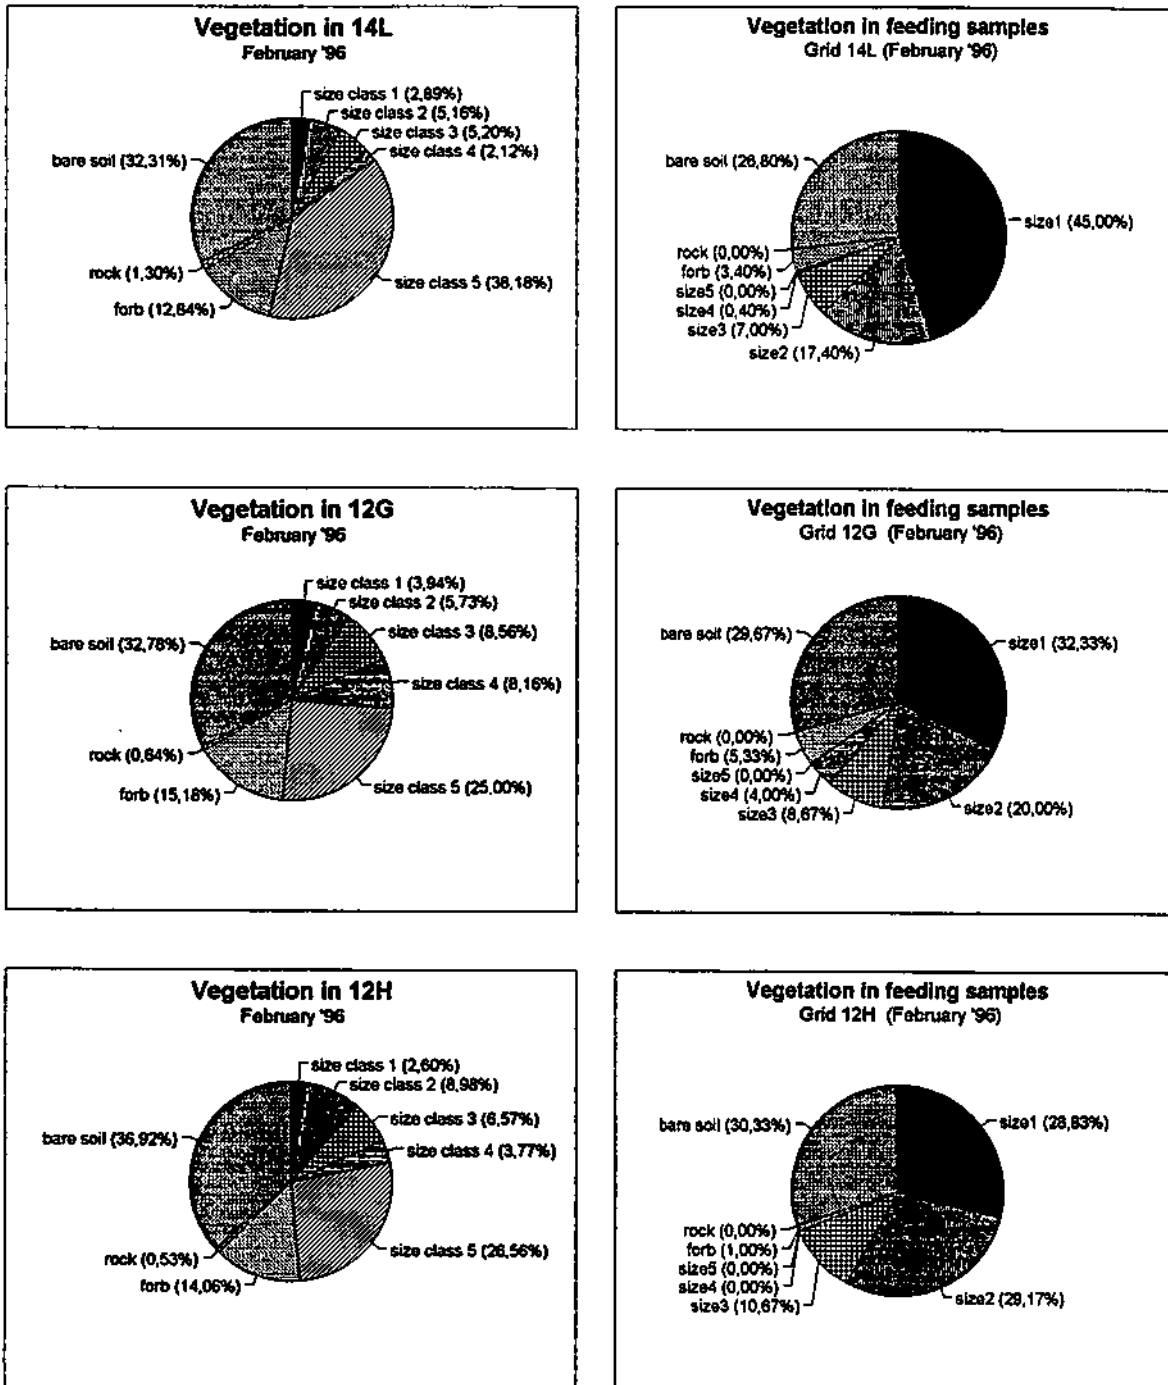 Vegetation in 14L
February '96
size class 1 (2,89%)
size class 2 (5,16%)
size class 3 (5,20%)
size class 4 (2,12%)
bare soil (32,31%)
size class 5 (38,18%)
rock (1,30%)
forb (12,84%)
Vegetation in feeding samples
Grid 14L (February '96)
bare soil (26,80%)
size1 (45,00%)
rock (0,00%)
forb (3,40%)
size5 (0,00%)
size4 (0,40%)
size3 (7,00%)
size2 (17,40%)
Vegetation in 12G
February '96
size class 1 (3,94%)
size class 2 (5,73%)
size class 3 (8,56%)
bare soil (32,78%)
size class 4 (8,16%)
rock (0,64%)
size class 5 (25,00%)
forb (15,18%)
Vegetation in feeding samples
Grid 12G (February '96)
bare soil (29,67%)
size1 (32,33%)
rock (0,00%)
forb (5,33%)
size5 (0,00%)
size4 (4,00%)
size3 (8,67%)
size2 (20,00%)
Vegetation in 12H
February '96
size class 1 (2,60%)
size class 2 (8,98%)
size class 3 (6,57%)
bare soil (36,92%)
size class 4 (3,77%)
size class 5 (26,56%)
rock (0,53%)
forb (14,06%)
Vegetation in feeding samples
Grid 12H (February '96)
bare soil (30,33%)
size1 (28,83%)
rock (0,00%)
forb (1,00%)
size5 (0,00%)
size4 (0,00%)
size3 (10,67%)
size2 (29,17%)